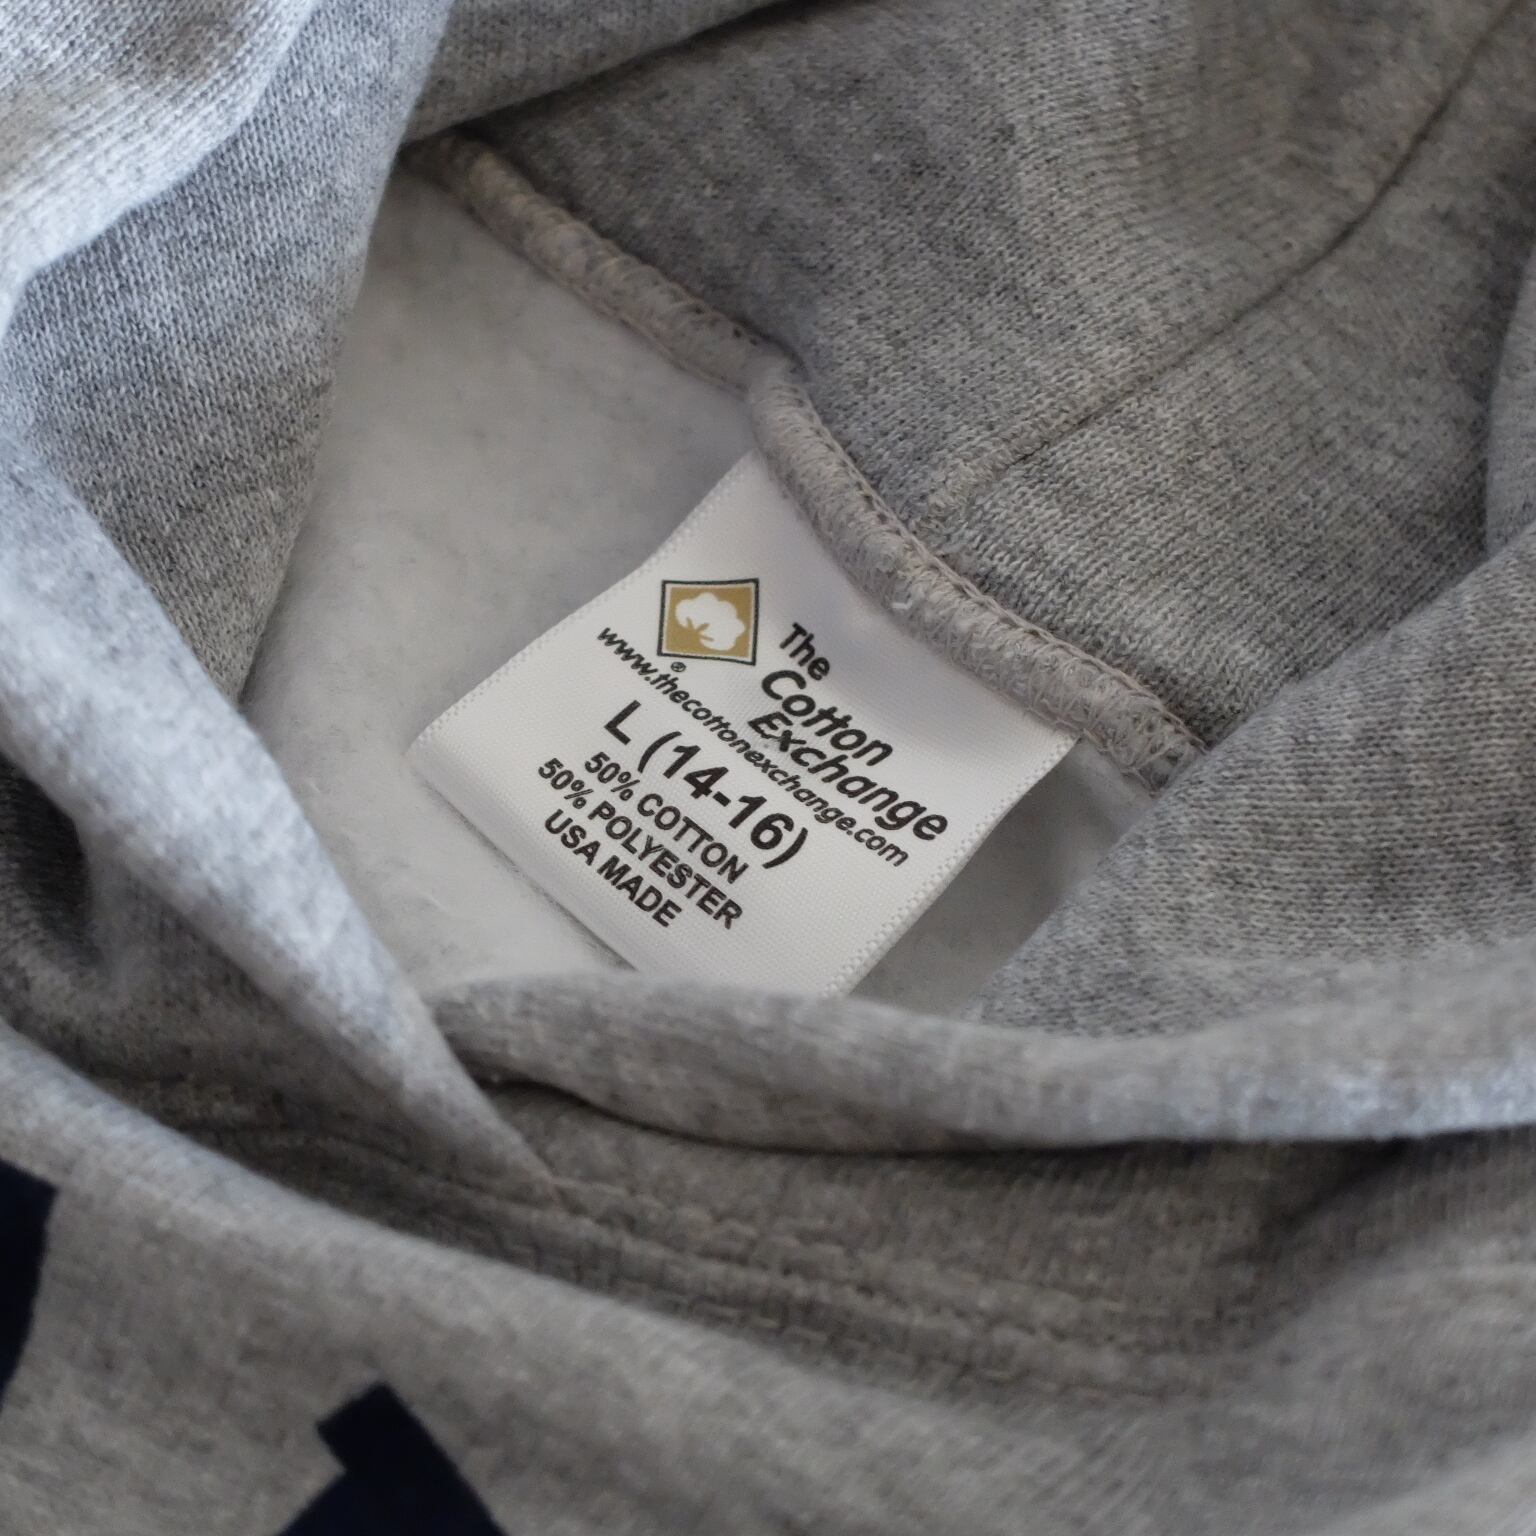 The
Cotton
Exchange
®
www.thecottonexchange.com
L (14-16)
50% COTTON
50% POLYESTER
USA MADE